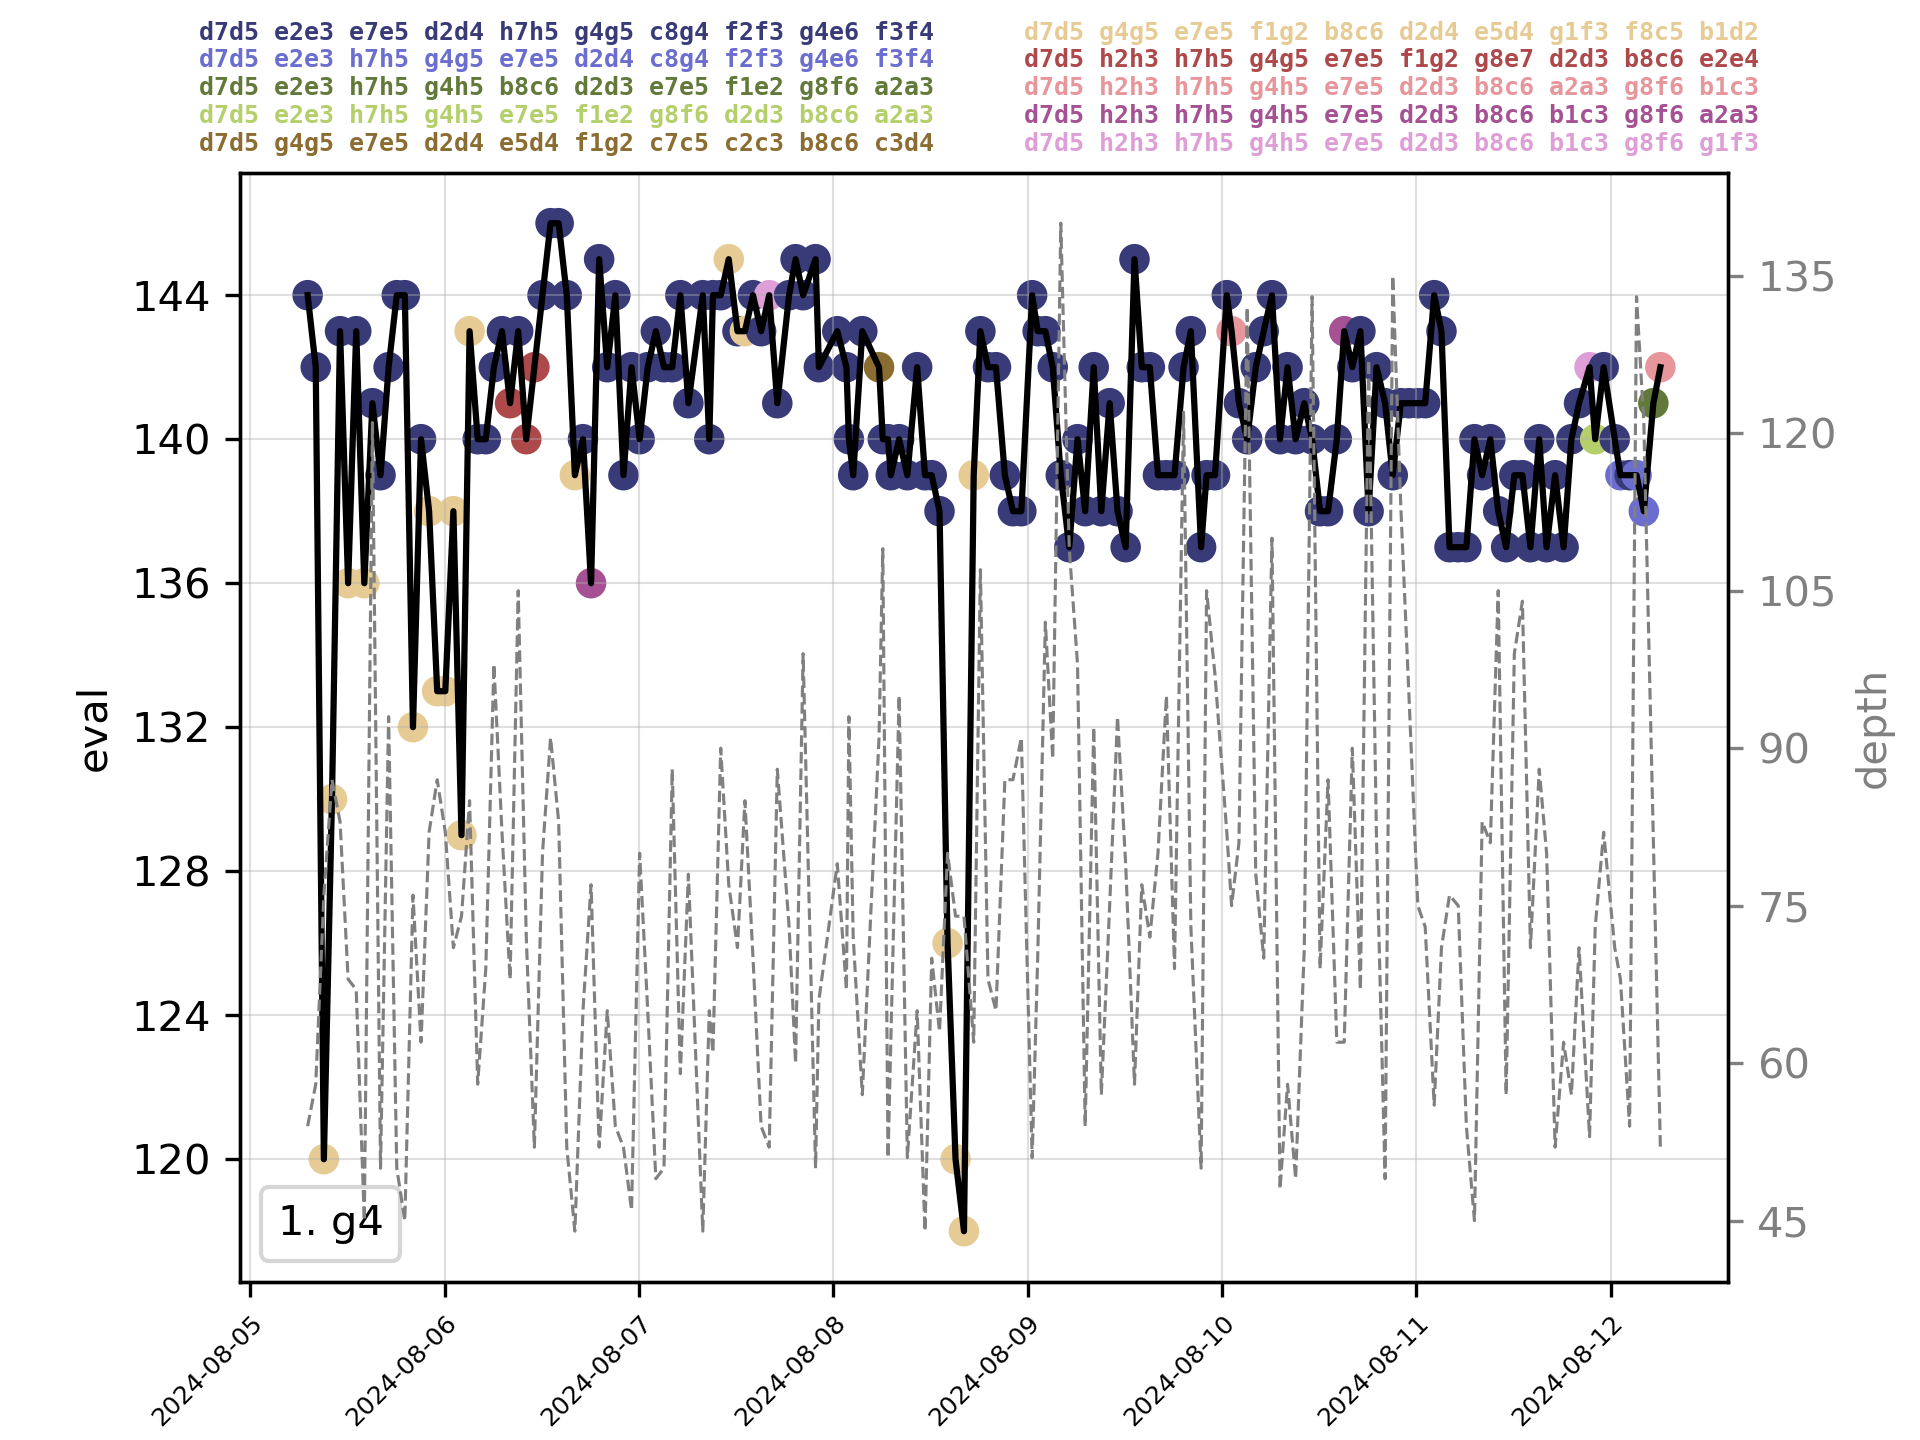 d7d5 e2e3 e7e5 d2d4 h7h5 g4g5 c8g4 f2f3 g4e6 f3f4
d7d5 e2e3 h7h5 g4g5 e7e5 d2d4 c8g4 f2f3 g4e6 f3f4
d7d5 e2e3 h7h5 g4h5 b8c6 d2d3 e7e5 f1e2 g8f6 a2a3
d7d5 e2e3 h7h5 g4h5 e7e5 f1e2 g8f6 d2d3 b8c6 a2a3
d7d5 g4g5 e7e5 d2d4 e5d4 f1g2 c7c5 c2c3 b8c6 c3d4
d7d5 g4g5 e7e5 f1g2 b8c6 d2d4 e5d4 g1f3 f8c5 b1d2
d7d5 h2h3 h7h5 g4g5 e7e5 f1g2 g8e7 d2d3 b8c6 e2e4
d7d5 h2h3 h7h5 g4h5 e7e5 d2d3 b8c6 a2a3 g8f6 b1c3
d7d5 h2h3 h7h5 g4h5 e7e5 d2d3 b8c6 b1c3 g8f6 a2a3
d7d5 h2h3 h7h5 g4h5 e7e5 d2d3 b8c6 b1c3 g8f6 g1f3
eval
144
140
136
132
128
124
120
135
120
105
90
75
60
45
depth
1. g4
2024-08-05
2024-08-06
2024-08-07
2024-08-08
2024-08-09
2024-08-10
2024-08-11
2024-08-12